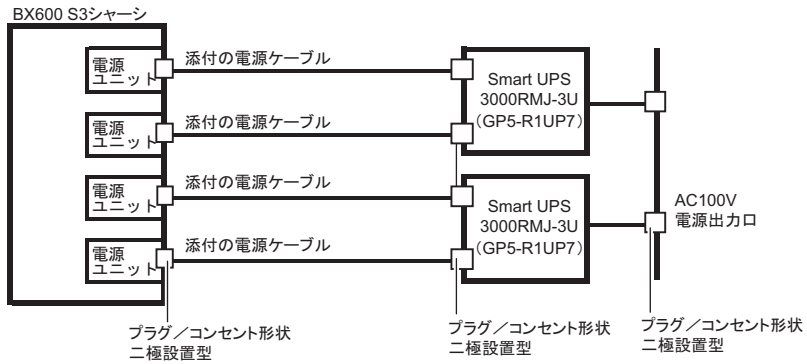 BX600 S3シャーシ
電源
ユニット
添付の電源ケーブル
電源
ユニット
添付の電源ケーブル
電源
ユニット
添付の電源ケーブル
電源
ユニット
添付の電源ケーブル
Smart UPS
3000RMJ-3U
(GP5-R1UP7)
Smart UPS
3000RMJ-3U
(GP5-R1UP7)
AC100V
電源出力口
プラグ／コンセント形状
二極設置型
プラグ／コンセント形状
二極設置型
プラグ／コンセント形状
二極設置型